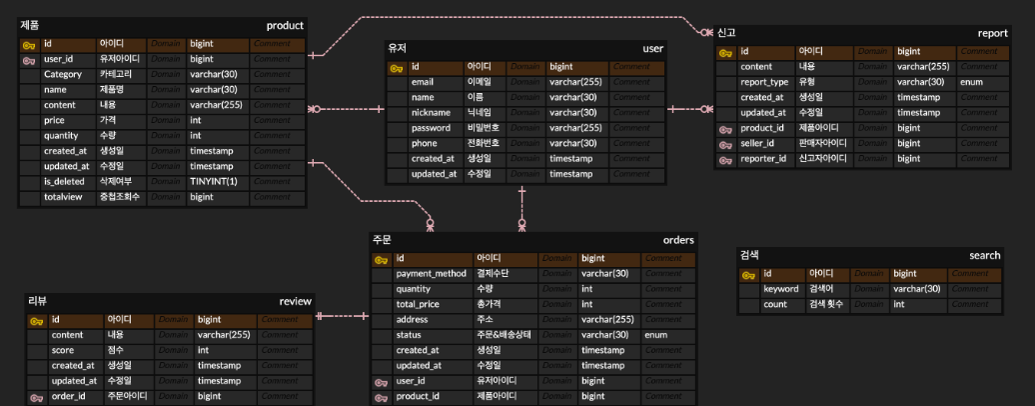 제품 product
id 아이디 Domain bigint Comment
user_id 유저아이디 Domain bigint Comment
Category 카테고리 Domain varchar(30) Comment
name 제품명 Domain varchar(30) Comment
content 내용 Domain varchar(255) Comment
price 가격 Domain int Comment
quantity 수량 Domain int Comment
created_at 생성일 Domain timestamp Comment
updated_at 수정일 Domain timestamp Comment
is_deleted 삭제여부 Domain TINYINT(1) Comment
totalview 중첩조회수 Domain bigint Comment
유저 user
id 아이디 Domain bigint Comment
email 이메일 Domain varchar(255) Comment
name 이름 Domain varchar(30) Comment
nickname 닉네임 Domain varchar(30) Comment
password 비밀번호 Domain varchar(255) Comment
phone 전화번호 Domain varchar(30) Comment
created_at 생성일 Domain timestamp Comment
updated_at 수정일 Domain timestamp Comment
신고 report
id 아이디 Domain bigint Comment
content 내용 Domain varchar(255) Comment
report_type 유형 Domain varchar(30) enum
created_at 생성일 Domain timestamp Comment
updated_at 수정일 Domain timestamp Comment
product_id 제품아이디 Domain bigint Comment
seller_id 판매자아이디 Domain bigint Comment
reporter_id 신고자아이디 Domain bigint Comment
주문 orders
id 아이디 Domain bigint Comment
payment_method 결제수단 Domain varchar(30) Comment
quantity 수량 Domain int Comment
total_price 총가격 Domain int Comment
address 주소 Domain varchar(255) Comment
status 주문&배송상태 Domain varchar(30) enum
created_at 생성일 Domain timestamp Comment
updated_at 수정일 Domain timestamp Comment
user_id 유저아이디 Domain bigint Comment
product_id 제품아이디 Domain bigint Comment
검색 search
id 아이디 Domain bigint Comment
keyword 검색어 Domain varchar(30) Comment
count 검색 횟수 Domain int Comment
리뷰 review
id 아이디 Domain bigint Comment
content 내용 Domain varchar(255) Comment
score 점수 Domain int Comment
created_at 생성일 Domain timestamp Comment
updated_at 수정일 Domain timestamp Comment
order_id 주문아이디 Domain bigint Comment